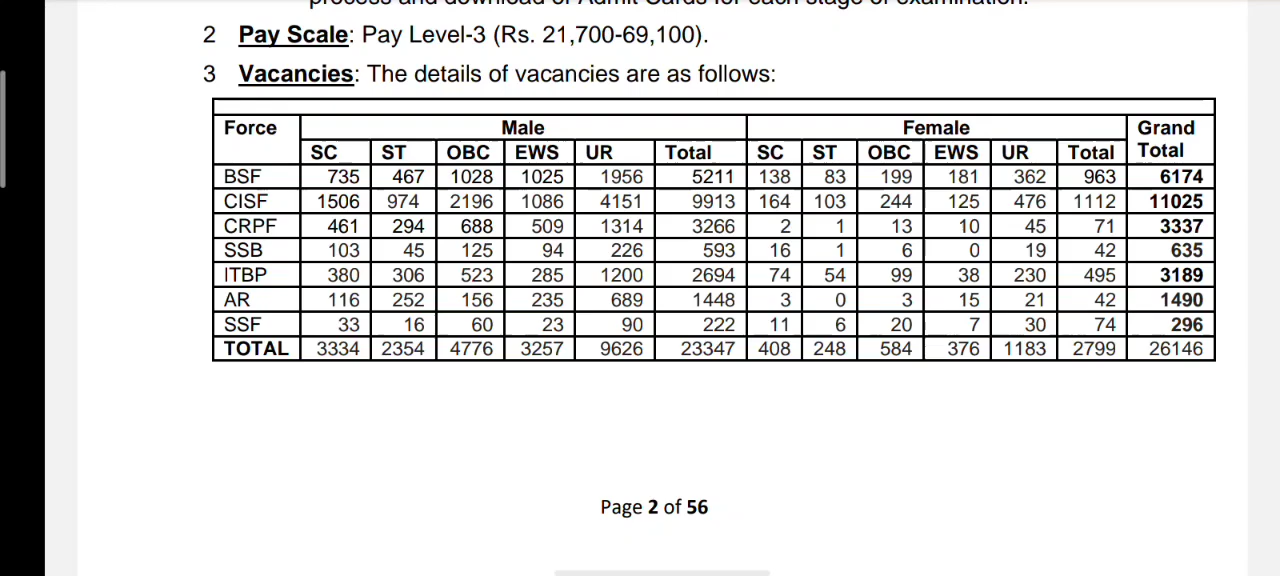 2 Pay Scale: Pay Level-3 (Rs. 21,700-69,100).
3 Vacancies: The details of vacancies are as follows:
Force Male Female Grand Total
SC ST OBC EWS UR Total SC ST OBC EWS UR Total
BSF 735 467 1028 1025 1956 5211 138 83 199 181 362 963 6174
CISF 1506 974 2196 1086 4151 9913 164 103 244 125 476 1112 11025
CRPF 461 294 688 509 1314 3266 2 1 13 10 45 71 3337
SSB 103 45 125 94 226 593 16 1 6 0 19 42 635
ITBP 380 306 523 285 1200 2694 74 54 99 38 230 495 3189
AR 116 252 156 235 689 1448 3 0 3 15 21 42 1490
SSF 33 16 60 23 90 222 11 6 20 7 30 74 296
TOTAL 3334 2354 4776 3257 9626 23347 408 248 584 376 1183 2799 26146
Page 2 of 56